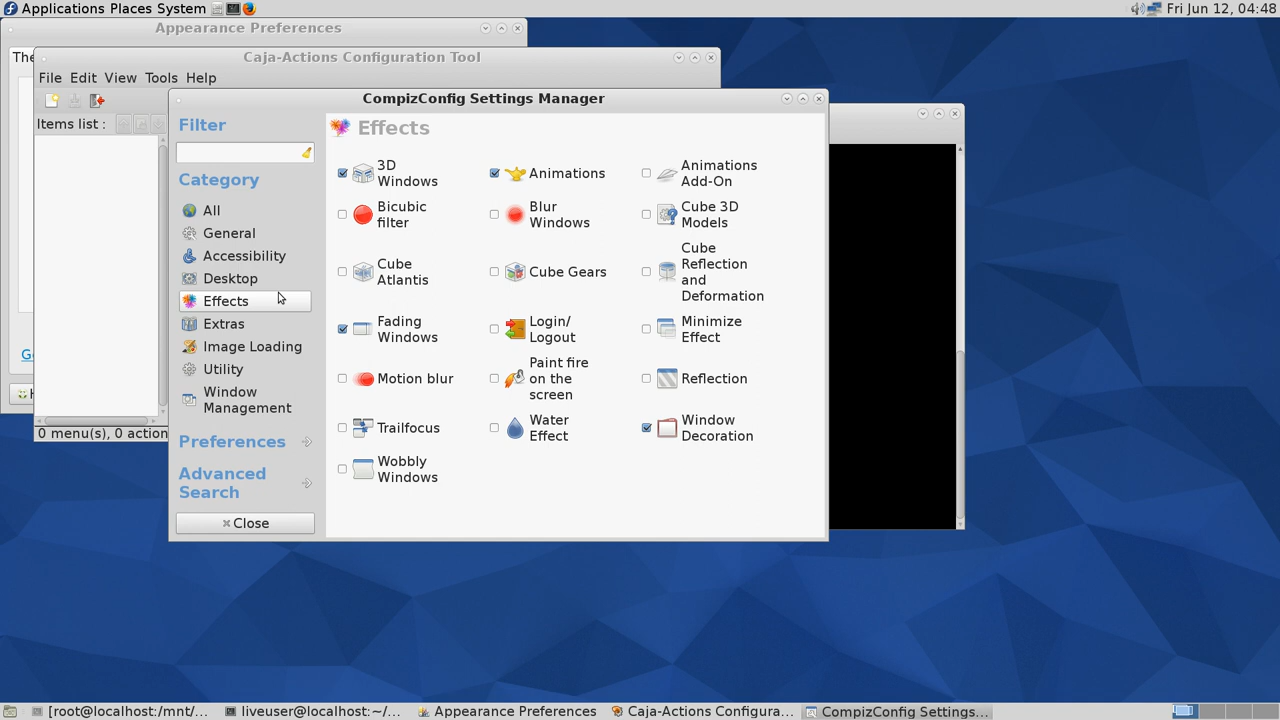 Applications Places System
Fri Jun 12, 04:48
Appearance Preferences
The
Caja-Actions Configuration Tool
File Edit View Tools Help
Items list :
0 menu(s), 0 action
CompizConfig Settings Manager
Filter
Category
All
General
Accessibility
Desktop
Effects
Extras
Image Loading
Utility
Window
Management
Preferences
Advanced
Search
Close
Effects
3D
Windows
Animations
Animations
Add-On
Bicubic
filter
Blur
Windows
Cube 3D
Models
Cube
Atlantis
Cube Gears
Cube
Reflection
and
Deformation
Fading
Windows
Login/
Logout
Minimize
Effect
Motion blur
Paint fire
on the
screen
Reflection
Trailfocus
Water
Effect
Window
Decoration
Wobbly
Windows
[root@localhost:/mnt/...
liveuser@localhost:~/...
Appearance Preferences
Caja-Actions Configura...
CompizConfig Settings...